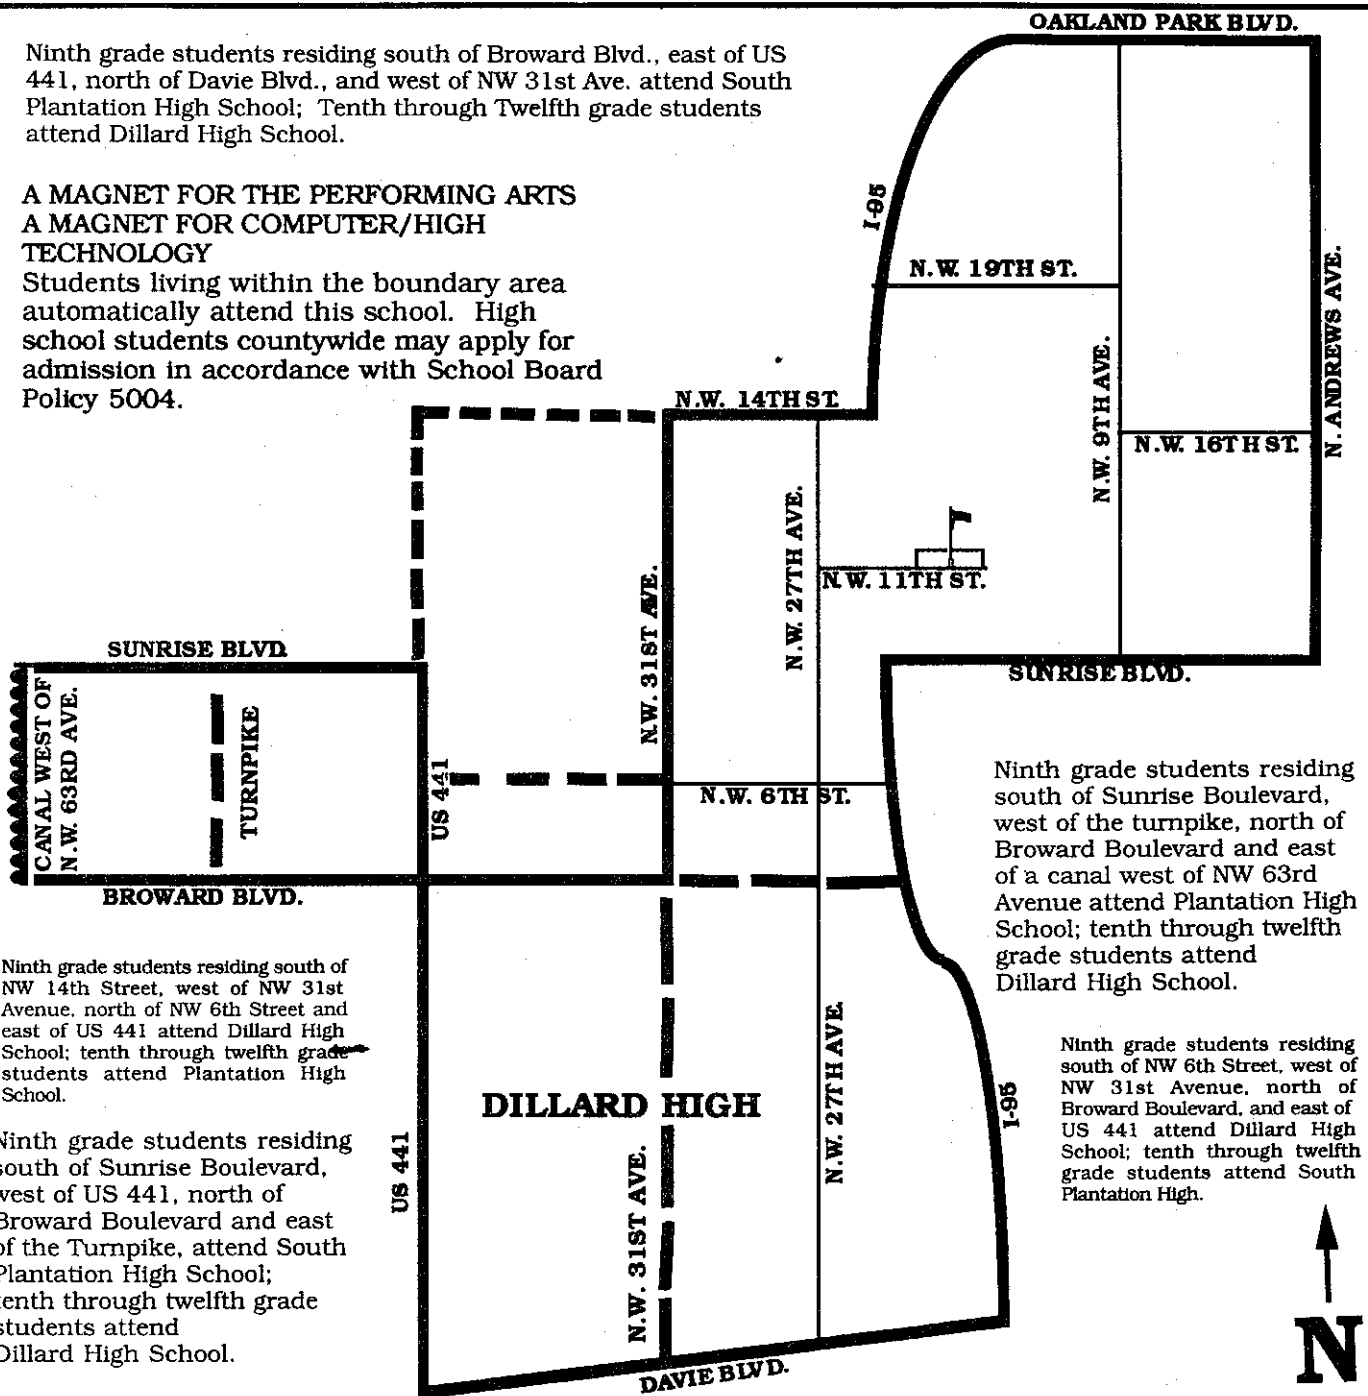 OAKLAND PARK BLVD.
Ninth grade students residing south of Broward Blvd., east of US
441, north of Davie Blvd., and west of NW 31st Ave. attend South
Plantation High School; Tenth through Twelfth grade students
attend Dillard High School.
A MAGNET FOR THE PERFORMING ARTS
A MAGNET FOR COMPUTER/HIGH
TECHNOLOGY
Students living within the boundary area
automatically attend this school. High
school students countywide may apply for
admission in accordance with School Board
Policy 5004.
I-95
N.W. 19TH ST.
N. ANDREWS AVE.
N.W. 9TH AVE.
N.W. 14TH ST.
N.W. 16TH ST.
N.W. 27TH AVE.
N.W. 11TH ST.
N.W. 31ST AVE.
SUNRISE BLVD.
SUNRISE BLVD.
CANAL WEST OF
N.W. 63RD AVE.
TURNPIKE
US 441
N.W. 6TH ST.
BROWARD BLVD.
Ninth grade students residing
south of Sunrise Boulevard,
west of the turnpike, north of
Broward Boulevard and east
of a canal west of NW 63rd
Avenue attend Plantation High
School; tenth through twelfth
grade students attend
Dillard High School.
Ninth grade students residing south of
NW 14th Street, west of NW 31st
Avenue, north of NW 6th Street and
east of US 441 attend Dillard High
School; tenth through twelfth grade
students attend Plantation High
School.
Ninth grade students residing
south of NW 6th Street, west of
NW 31st Avenue, north of
Broward Boulevard, and east of
US 441 attend Dillard High
School; tenth through twelfth
grade students attend South
Plantation High.
DILLARD HIGH
N.W. 27TH AVE.
I-95
US 441
N.W. 31ST AVE.
Ninth grade students residing
south of Sunrise Boulevard,
west of US 441, north of
Broward Boulevard and east
of the Turnpike, attend South
Plantation High School;
tenth through twelfth grade
students attend
Dillard High School.
DAVIE BLVD.
N